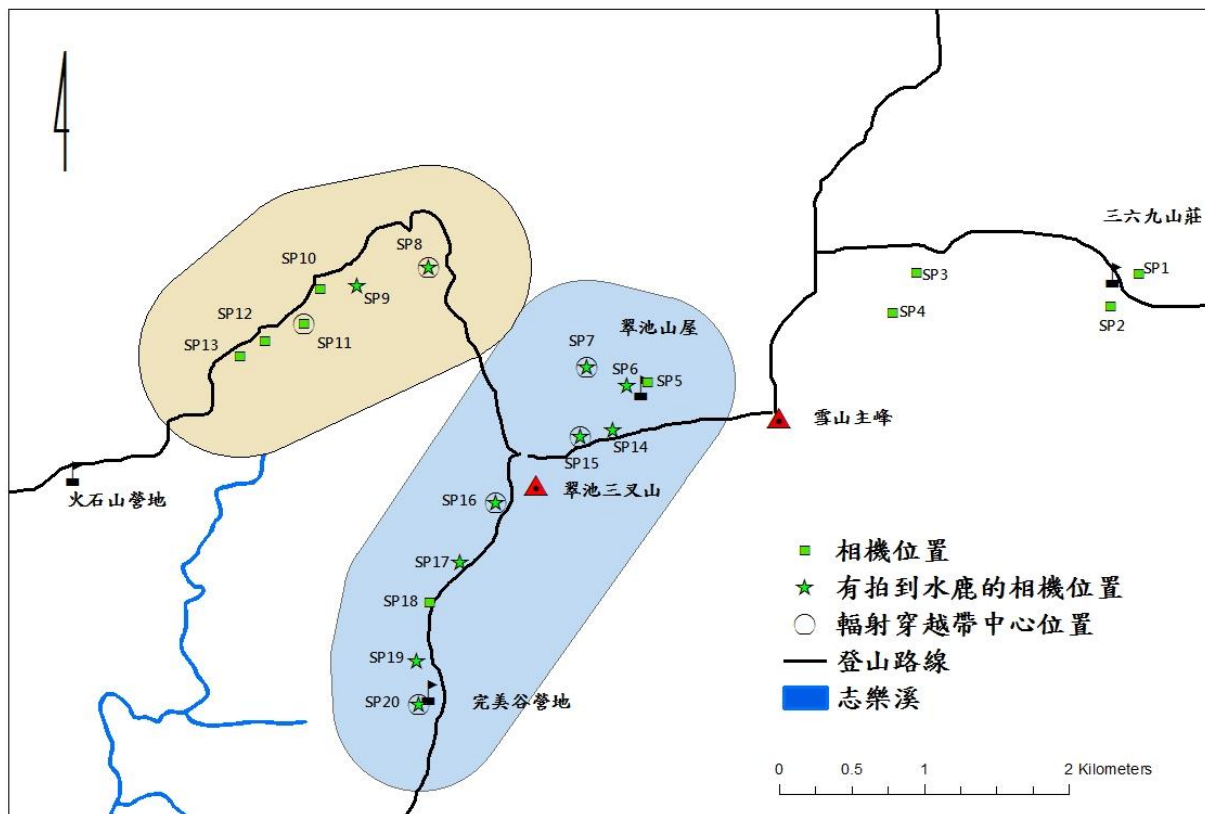 三六九山莊
SP1
SP2
SP3
SP4
SP8
SP10
SP9
SP12
SP11
SP13
翠池山屋
SP7
SP6
SP5
雪山主峰
SP14
SP15
翠池三叉山
火石山營地
SP16
SP17
SP18
SP19
SP20
完美谷營地
相機位置
有拍到水鹿的相機位置
輻射穿越帶中心位置
登山路線
志樂溪
0 0.5 1 2 Kilometers